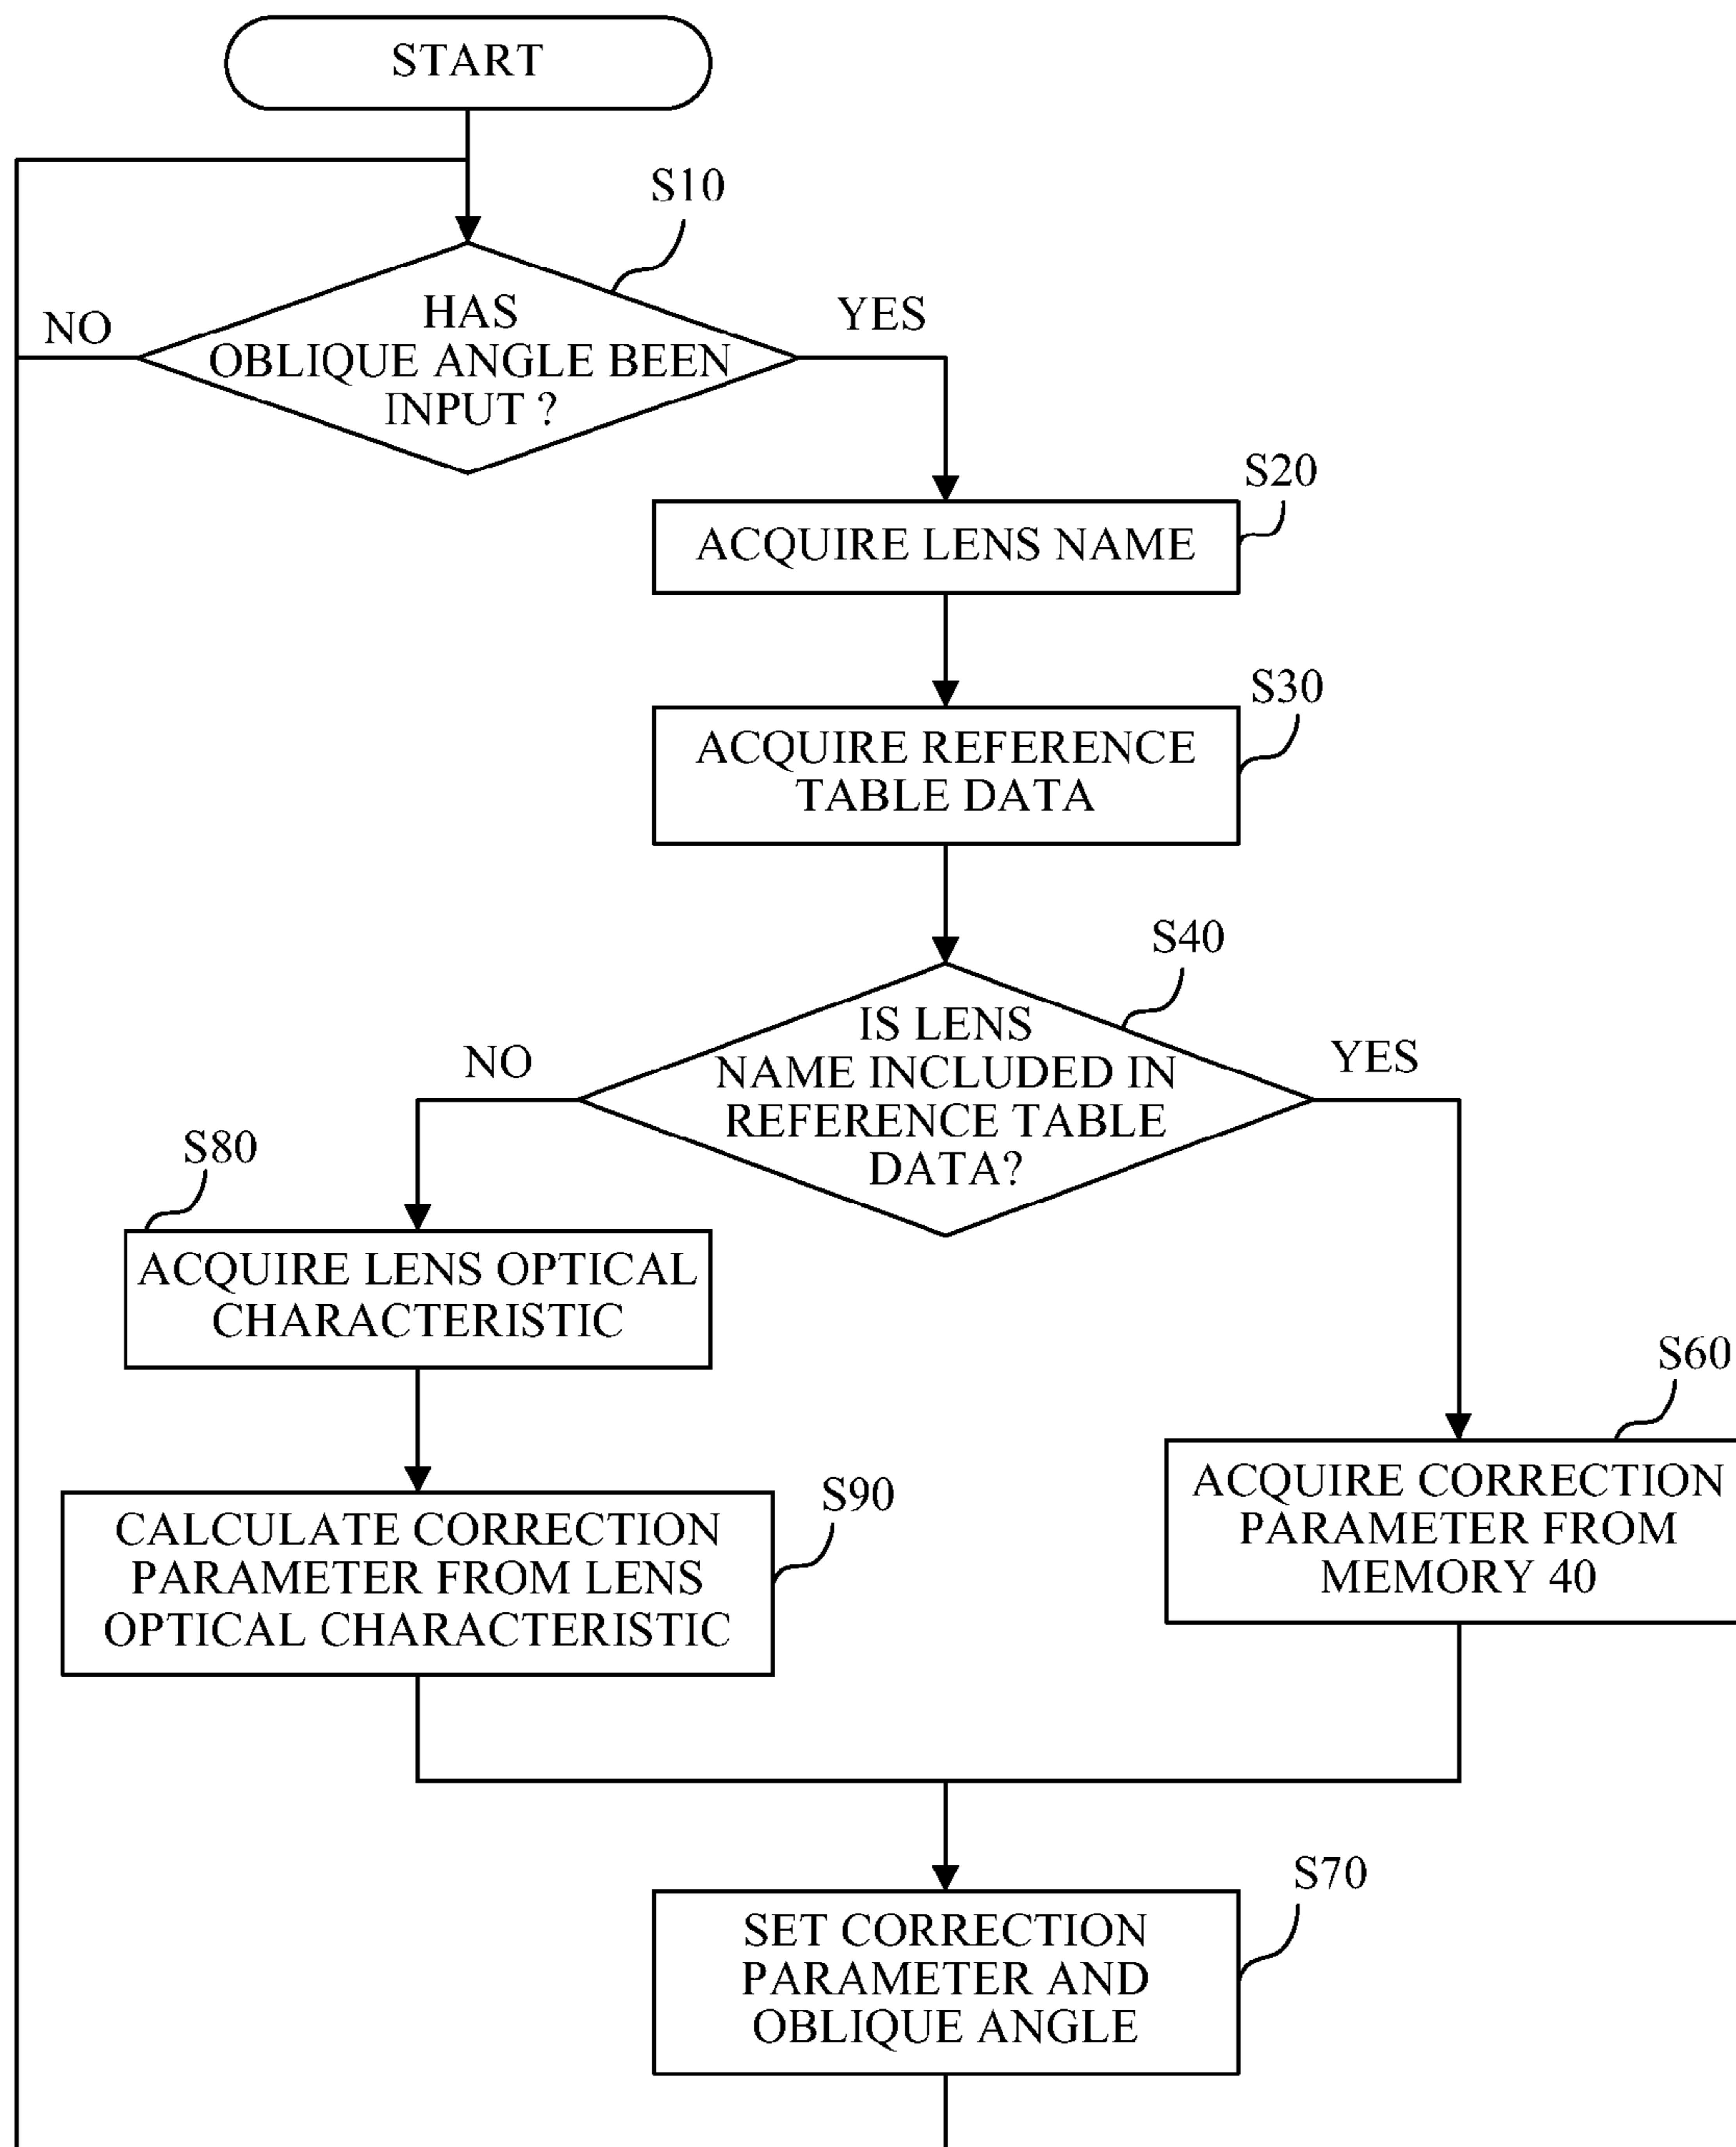 START
S10
HAS
OBLIQUE ANGLE BEEN
INPUT ?
NO
YES
S20
ACQUIRE LENS NAME
S30
ACQUIRE REFERENCE
TABLE DATA
S40
IS LENS
NAME INCLUDED IN
REFERENCE TABLE
DATA?
NO
YES
S80
ACQUIRE LENS OPTICAL
CHARACTERISTIC
S60
ACQUIRE CORRECTION
PARAMETER FROM
MEMORY 40
S90
CALCULATE CORRECTION
PARAMETER FROM LENS
OPTICAL CHARACTERISTIC
S70
SET CORRECTION
PARAMETER AND
OBLIQUE ANGLE